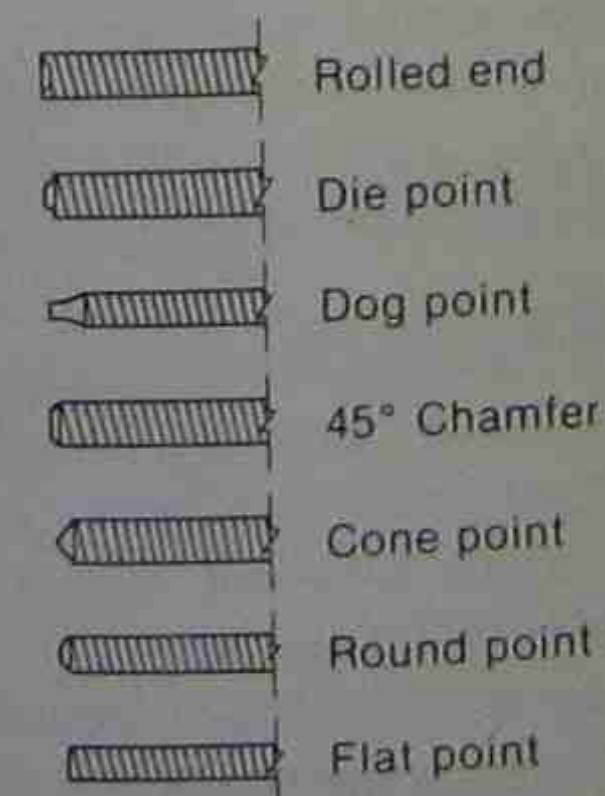 Rolled end
Die point
Dog point
45° Chamfer
Cone point
Round point
Flat point